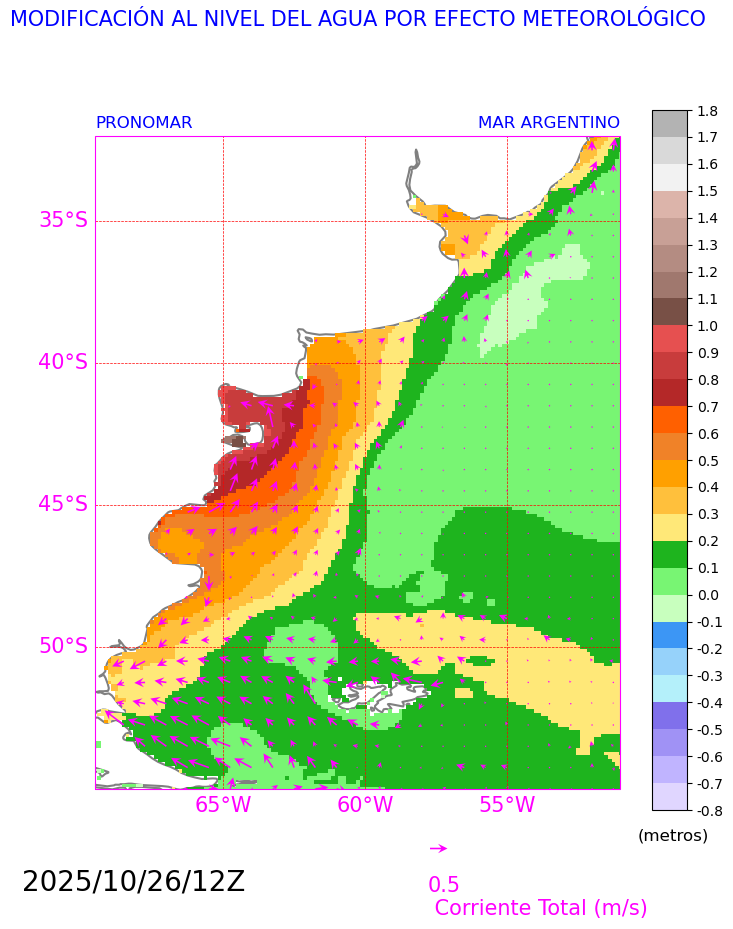 MODIFICACIÓN AL NIVEL DEL AGUA POR EFECTO METEOROLÓGICO
PRONOMAR
MAR ARGENTINO
35°S
40°S
45°S
50°S
65°W
60°W
55°W
1.8
1.7
1.6
1.5
1.4
1.3
1.2
1.1
1.0
0.9
0.8
0.7
0.6
0.5
0.4
0.3
0.2
0.1
0.0
-0.1
-0.2
-0.3
-0.4
-0.5
-0.6
-0.7
-0.8
(metros)
2025/10/26/12Z
0.5
Corriente Total (m/s)